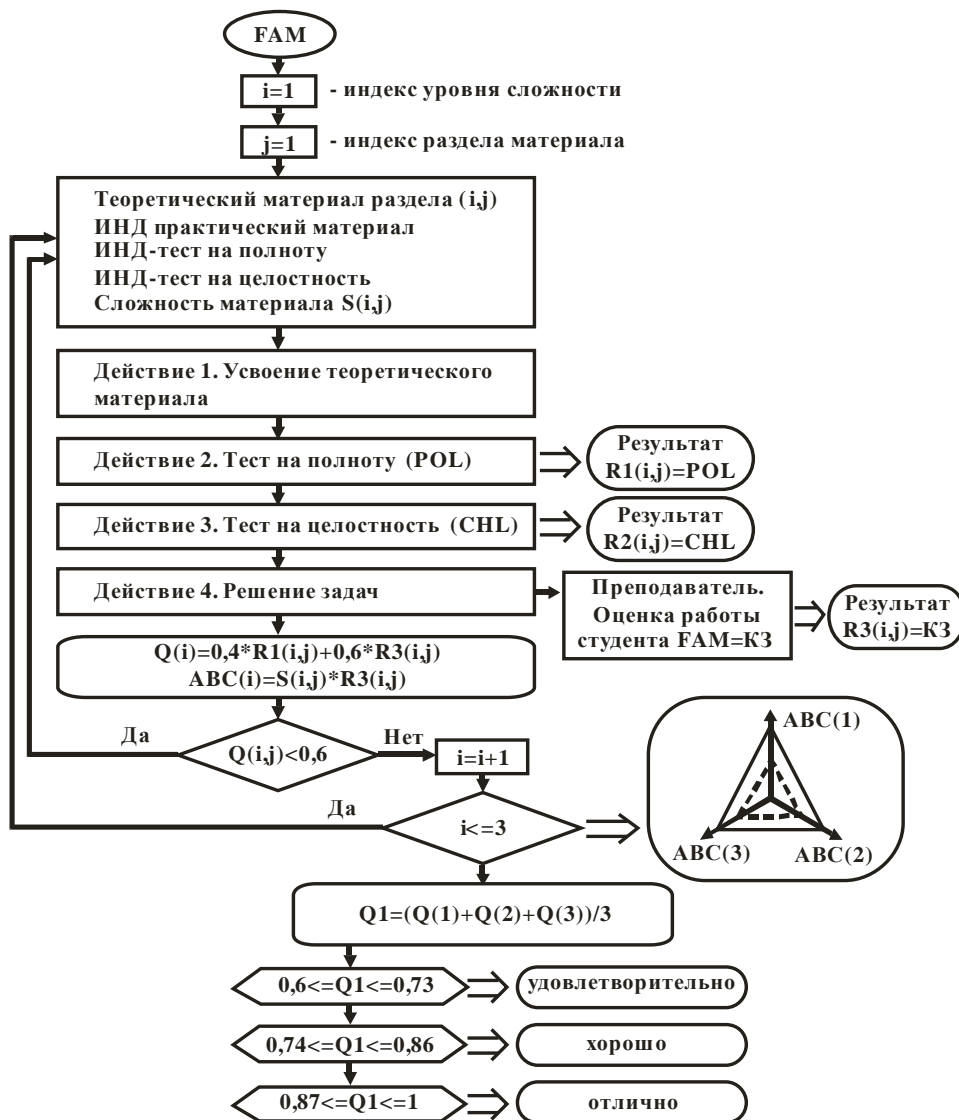 FAM
i=1 - индекс уровня сложности
j=1 - индекс раздела материала
Теоретический материал раздела (i,j)
ИНД практический материал
ИНД-тест на полноту
ИНД-тест на целостность
Сложность материала S(i,j)
Действие 1. Усвоение теоретического
материала
Действие 2. Тест на полноту (POL)
Результат
R1(i,j)=POL
Действие 3. Тест на целостность (CHL)
Результат
R2(i,j)=CHL
Действие 4. Решение задач
Преподаватель.
Оценка работы
студента FAM=КЗ
Результат
R3(i,j)=КЗ
Q(i)=0,4*R1(i,j)+0,6*R3(i,j)
ABC(i)=S(i,j)*R3(i,j)
Да
Q(i,j)<0,6
Нет
i=i+1
Да
i<=3
ABC(1)
ABC(3)
ABC(2)
Q1=(Q(1)+Q(2)+Q(3))/3
0,6<=Q1<=0,73
удовлетворительно
0,74<=Q1<=0,86
хорошо
0,87<=Q1<=1
отлично